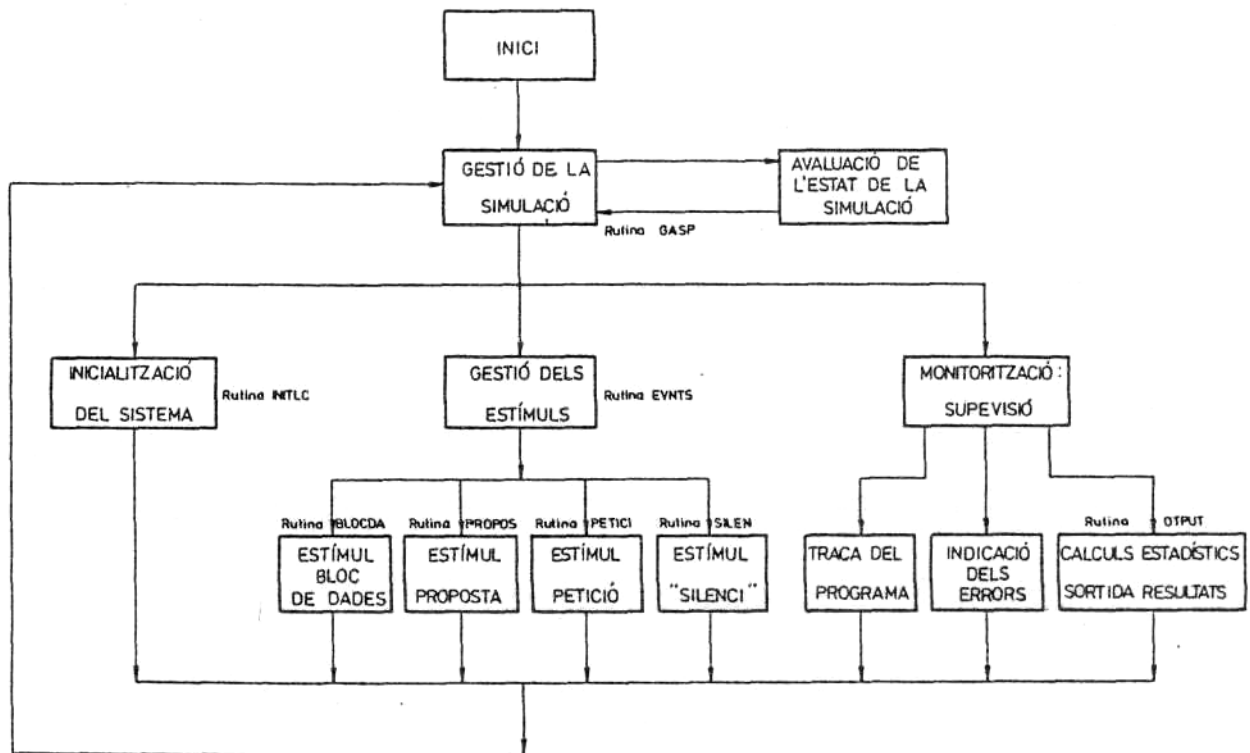 INICI
GESTIÓ DE LA
SIMULACIÓ
AVALUACIÓ DE
L'ESTAT DE LA
SIMULACIÓ
Rutina GASP
INICIALITZACIÓ
DEL SISTEMA
Rutina INITLC
GESTIÓ DELS
ESTÍMULS
Rutina EVNTS
MONITORITZACIÓ:
SUPEVISIÓ
Rutina BLOCDA
ESTÍMUL
BLOC
DE DADES
Rutina PROPOS
ESTÍMUL
PROPOSTA
Rutina PETICI
ESTÍMUL
PETICIÓ
Rutina SILEN
ESTÍMUL
"SILENCI"
TRACA DEL
PROGRAMA
INDICACIÓ
DELS
ERRORS
Rutina OTPUT
CALCULS ESTADÍSTICS
SORTIDA RESULTATS